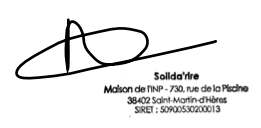 Solida'rire
Maison de l'INP - 730, rue de la Piscine
38402 Saint-Martin-d'Hères
SIRET : 50900530200013